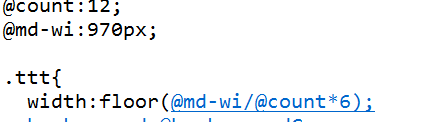 @count:12;
@md-wi:970px;
.ttt{
width:floor(@md-wi/@count*6);